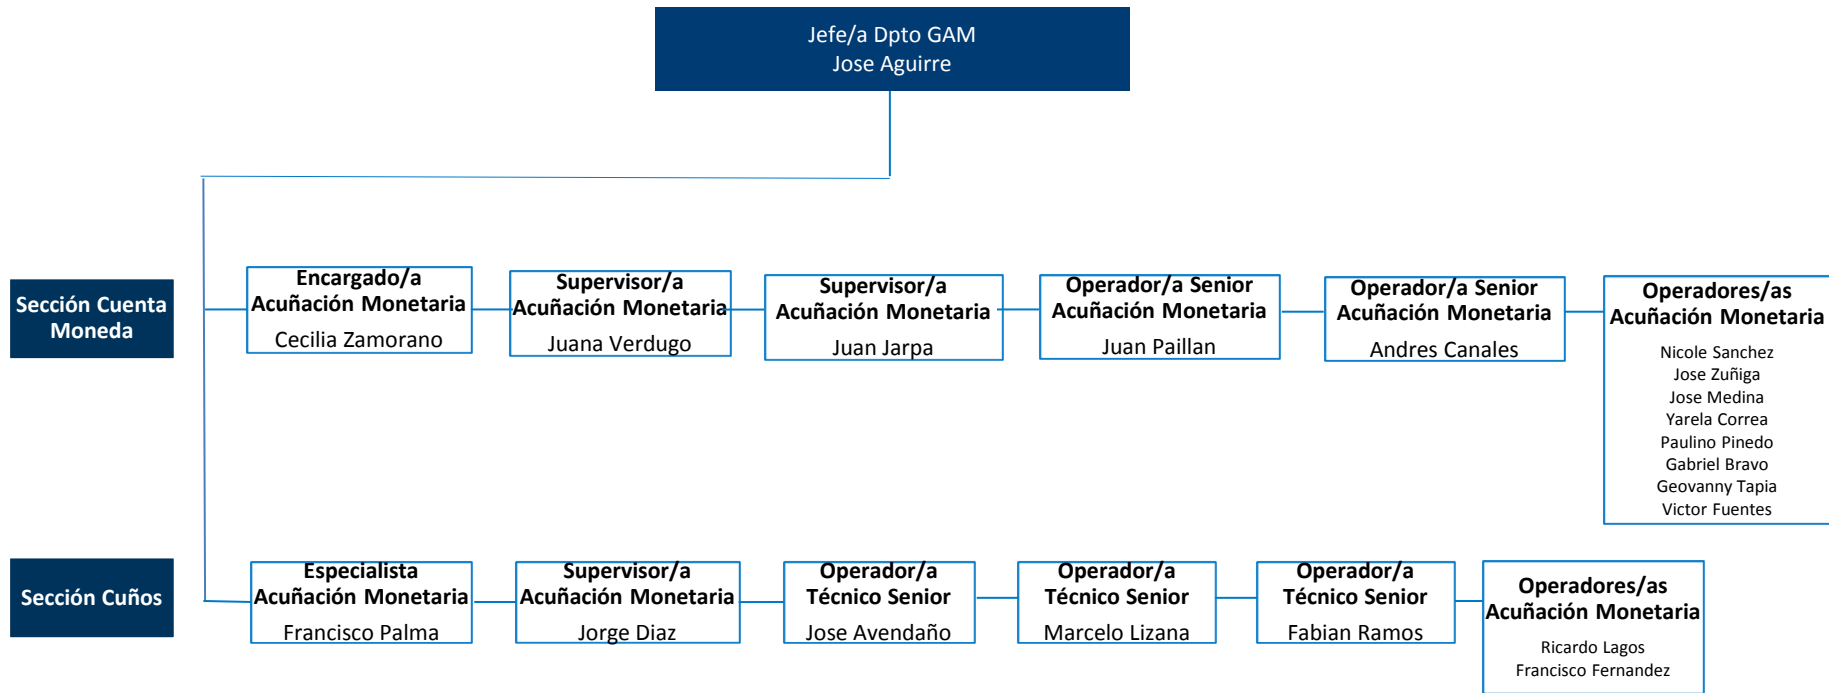 Jefe/a Dpto GAM
Jose Aguirre
Sección Cuenta
Moneda
Encargado/a
Acuñación Monetaria
Cecilia Zamorano
Supervisor/a
Acuñación Monetaria
Juana Verdugo
Supervisor/a
Acuñación Monetaria
Juan Jarpa
Operador/a Senior
Acuñación Monetaria
Juan Paillan
Operador/a Senior
Acuñación Monetaria
Andres Canales
Operadores/as
Acuñación Monetaria
Nicole Sanchez
Jose Zuñiga
Jose Medina
Yarela Correa
Paulino Pinedo
Gabriel Bravo
Geovanny Tapia
Victor Fuentes
Sección Cuños
Especialista
Acuñación Monetaria
Francisco Palma
Supervisor/a
Acuñación Monetaria
Jorge Diaz
Operador/a
Técnico Senior
Jose Avendaño
Operador/a
Técnico Senior
Marcelo Lizana
Operador/a
Técnico Senior
Fabian Ramos
Operadores/as
Acuñación Monetaria
Ricardo Lagos
Francisco Fernandez